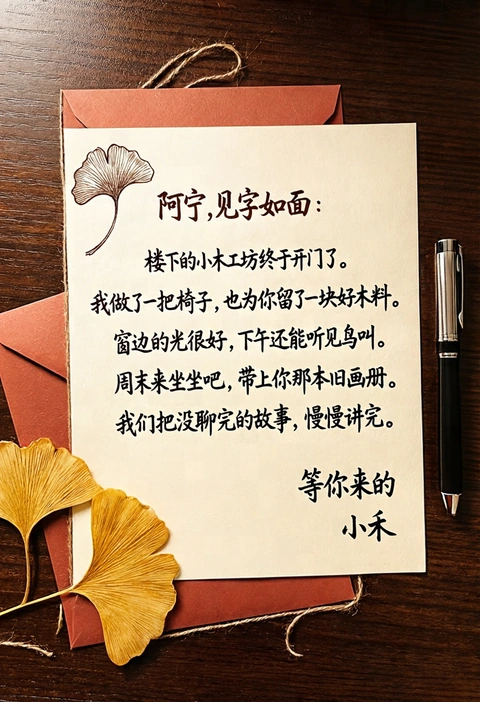 阿宁,见字如面：
楼下的小木工坊终于开门了。
我做了一把椅子，也为你留了一块好木料。
窗边的光很好，下午还能听见鸟叫。
周末来坐坐吧，带上你那本旧画册。
我们把没聊完的故事，慢慢讲完。
等你来的
小禾